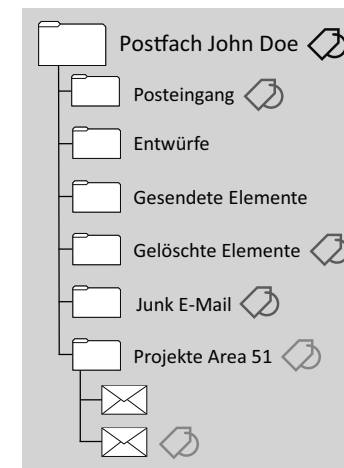 Postfach John Doe
Posteingang
Entwürfe
Gesendete Elemente
Gelöschte Elemente
Junk E-Mail
Projekte Area 51